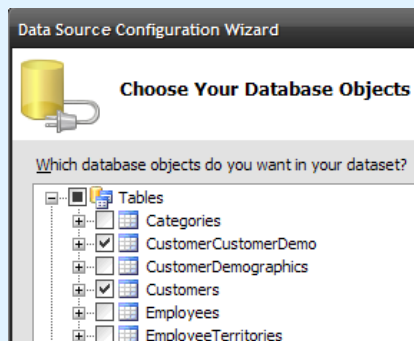 Data Source Configuration Wizard
Choose Your Database Objects
Which database objects do you want in your dataset?
Tables
Categories
CustomerCustomerDemo
CustomerDemographics
Customers
Employees
EmployeeTerritories